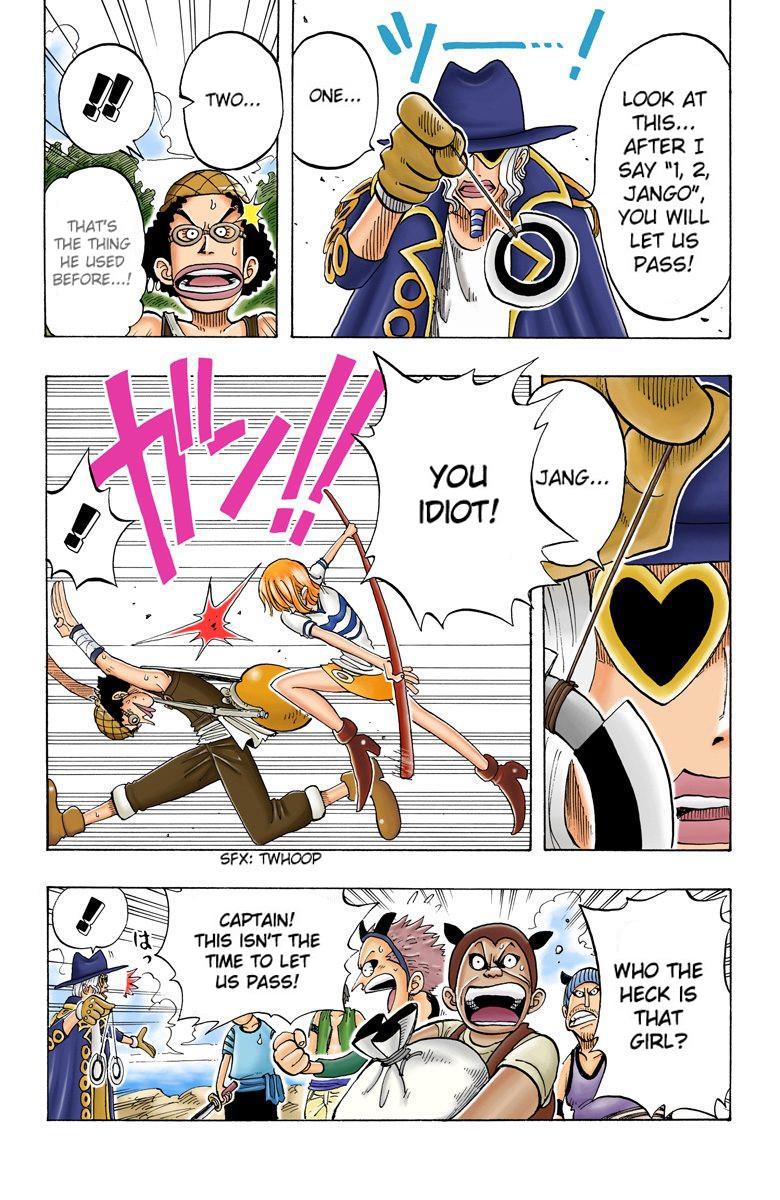 ツーーー!
LOOK AT
THIS...
AFTER I
SAY "1, 2,
JANGO",
YOU WILL
LET US
PASS!
ONE...
TWO...
!!
THAT'S
THE THING
HE USED
BEFORE...!
JANG...
YOU
IDIOT!
ガン!!
!
SFX: TWHOOP
WHO THE
HECK IS
THAT
GIRL?
CAPTAIN!
THIS ISN'T THE
TIME TO LET
US PASS!
!
はっ